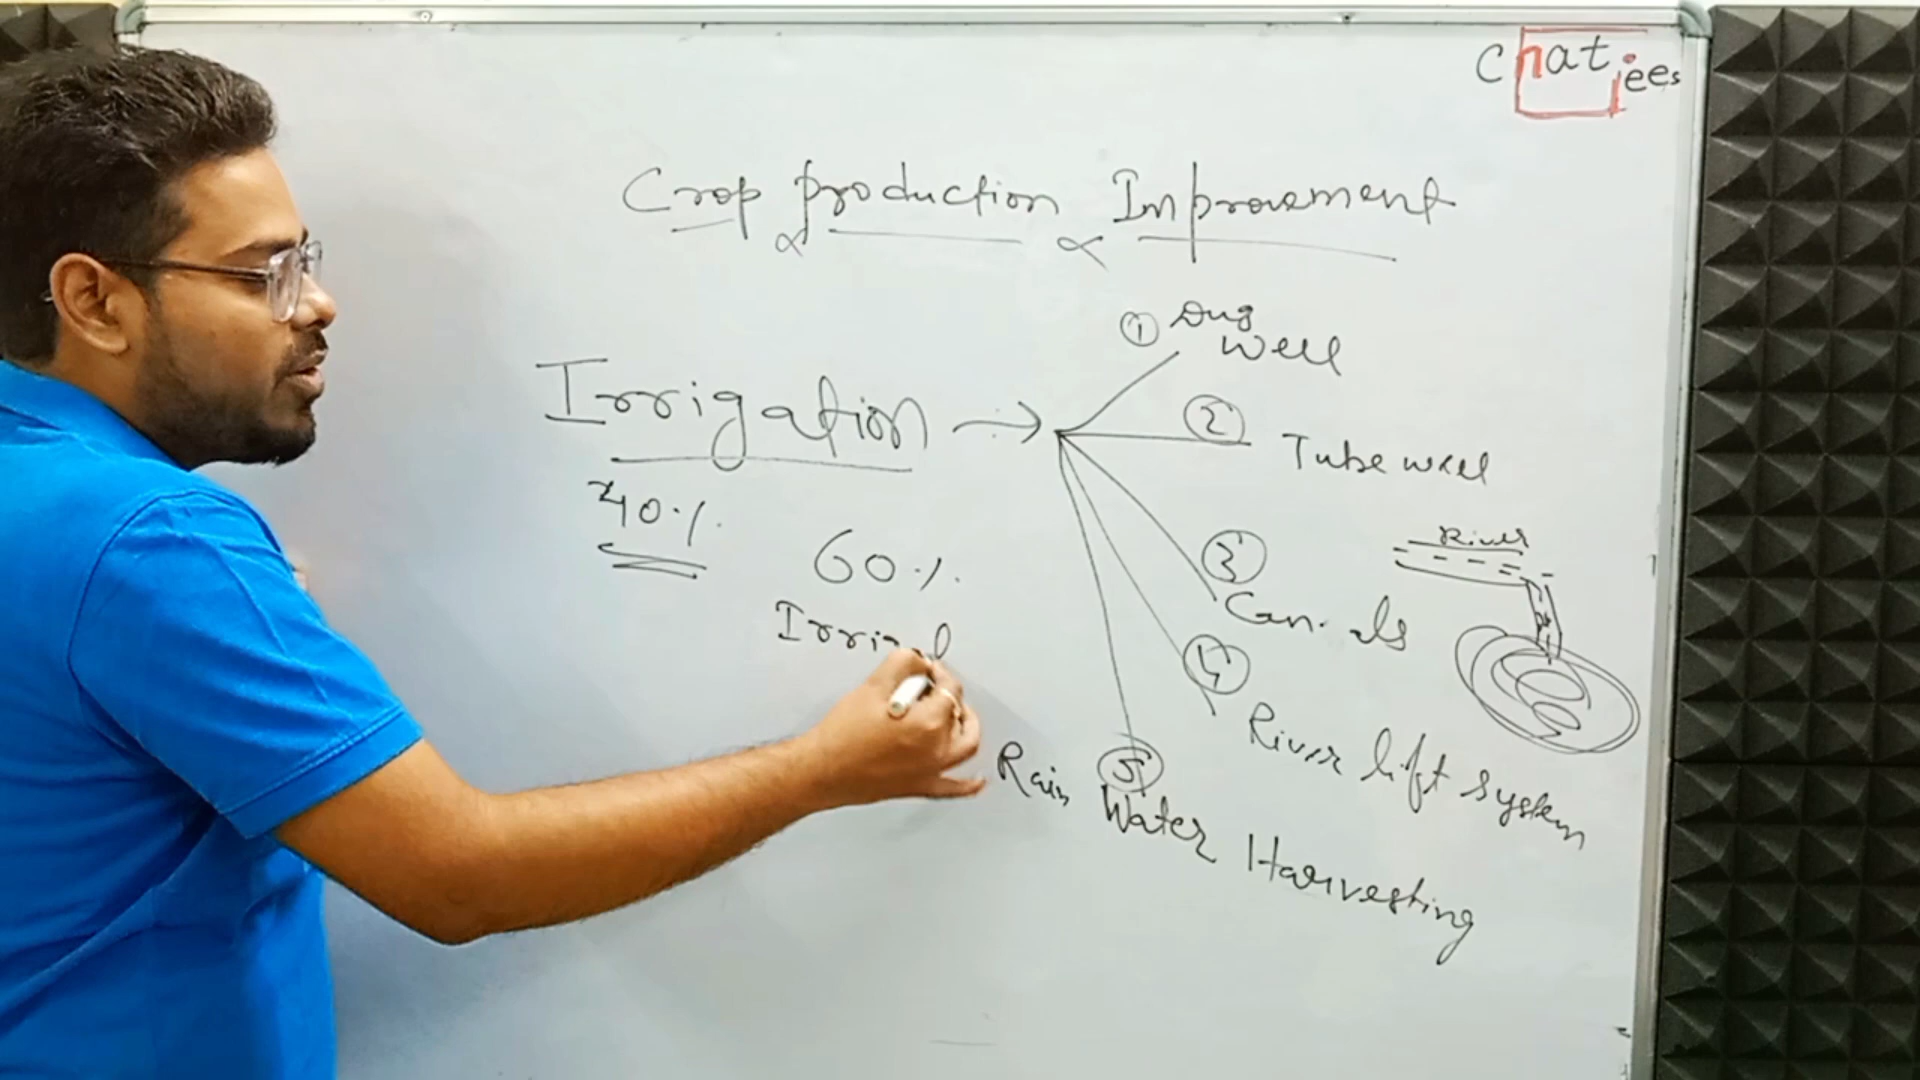 Chatjees
Crop production Improvement
① Dug
Well
Irrigation →
② Tube well
40%
60%
River
③
Canals
④
River lift system
⑤
Rain Water Harvesting